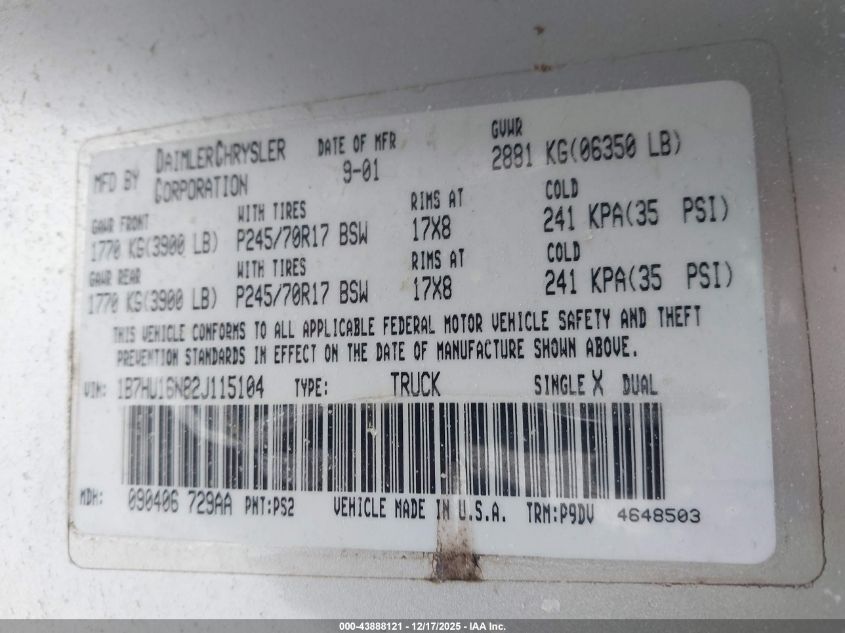 MFD BY DAIMLERCHRYSLER CORPORATION
DATE OF MFR 9-01
GVWR 2881 KG(06350 LB)
GAWR FRONT WITH TIRES RIMS AT COLD
1770 KG(3900 LB) P245/70R17 BSW 17X8 241 KPA(35 PSI)
GAWR REAR WITH TIRES RIMS AT COLD
1770 KG(3900 LB) P245/70R17 BSW 17X8 241 KPA(35 PSI)
THIS VEHICLE CONFORMS TO ALL APPLICABLE FEDERAL MOTOR VEHICLE SAFETY AND THEFT
PREVENTION STANDARDS IN EFFECT ON THE DATE OF MANUFACTURE SHOWN ABOVE.
VIN: 1B7HU16N82J115104 TYPE: TRUCK SINGLE X DUAL
MDH: 090406 729AA PNT:PS2 VEHICLE MADE IN U.S.A. TRM:P9DV 4648503
000-43888121 - 12/17/2025 - IAA Inc.